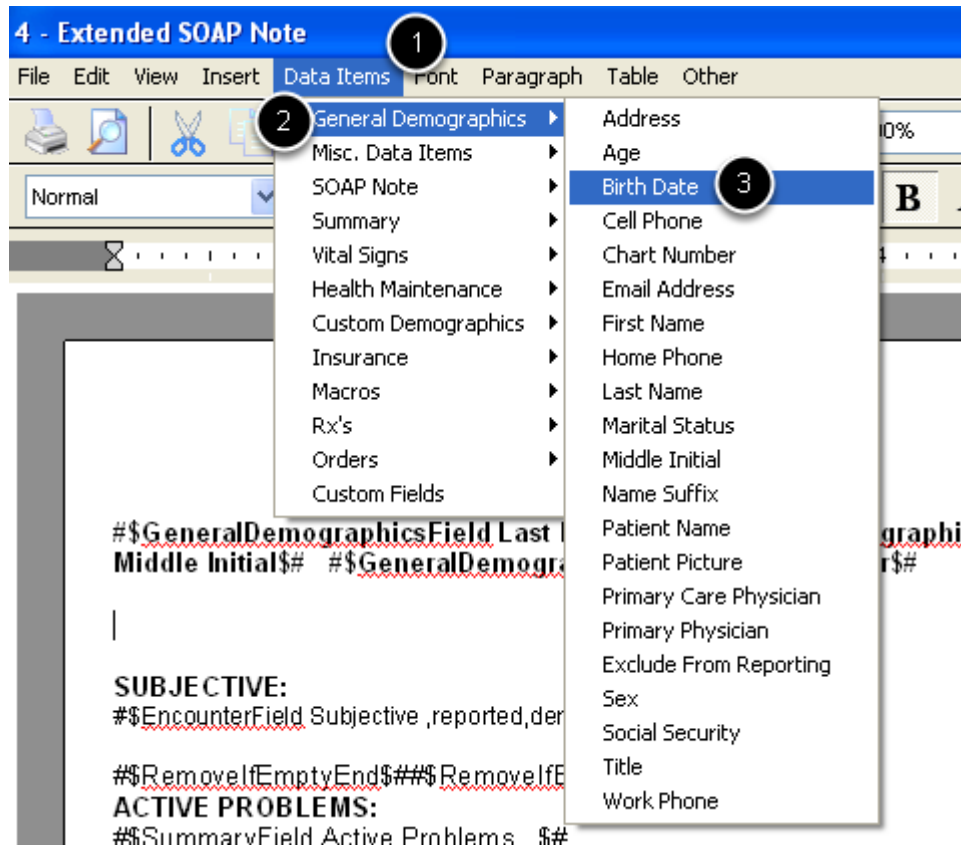 4 - Extended SOAP Note
1
File Edit View Insert Data Items Font Paragraph Table Other
2 General Demographics
Misc. Data Items
SOAP Note
Summary
Vital Signs
Health Maintenance
Custom Demographics
Insurance
Macros
Rx's
Orders
Custom Fields
Address
Age
Birth Date 3
Cell Phone
Chart Number
Email Address
First Name
Home Phone
Last Name
Marital Status
Middle Initial
Name Suffix
Patient Name
Patient Picture
Primary Care Physician
Primary Physician
Exclude From Reporting
Sex
Social Security
Title
Work Phone
0%
Normal
B
#$GeneralDemographicsField Last
Middle Initial$# #$GeneralDemogra r$#
SUBJECTIVE:
#$EncounterField Subjective ,reported,der
#$RemoveIfEmptyEnd$##$RemoveIfE
ACTIVE PROBLEMS:
#$SummaryField Active Problems $#